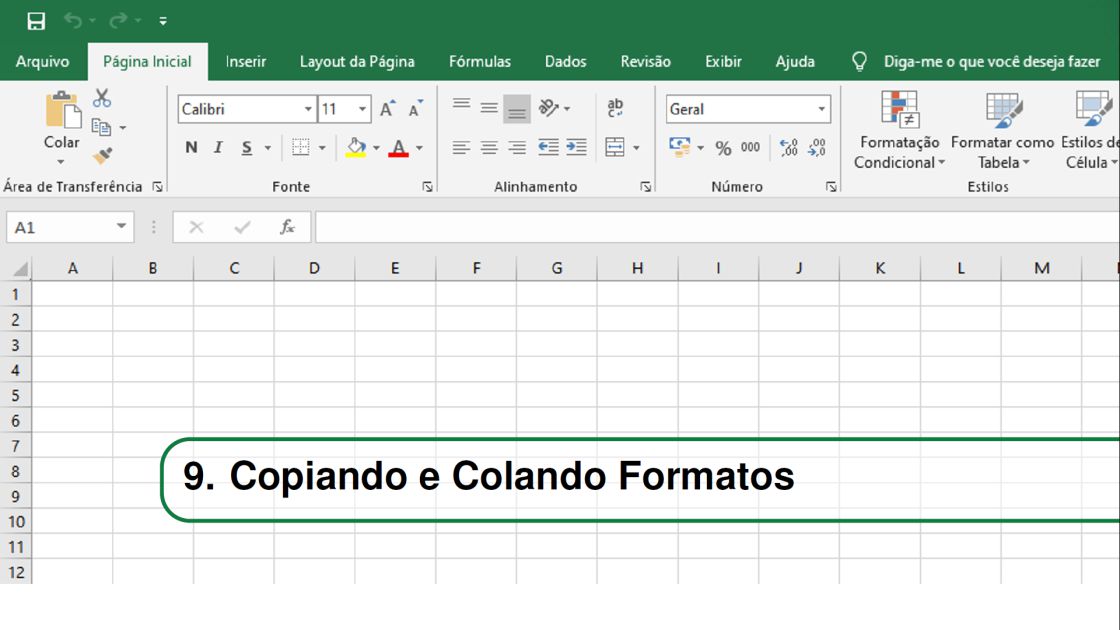 Arquivo Página Inicial Inserir Layout da Página Fórmulas Dados Revisão Exibir Ajuda Diga-me o que você deseja fazer
Colar
Calibri 11
N I S
ab
Geral
% 000
Formatação Condicional
Formatar como Tabela
Estilos de Célula
Área de Transferência Fonte Alinhamento Número Estilos
A1 fx
A B C D E F G H I J K L M
1
2
3
4
5
6
7
8
9
10
11
12
9. Copiando e Colando Formatos